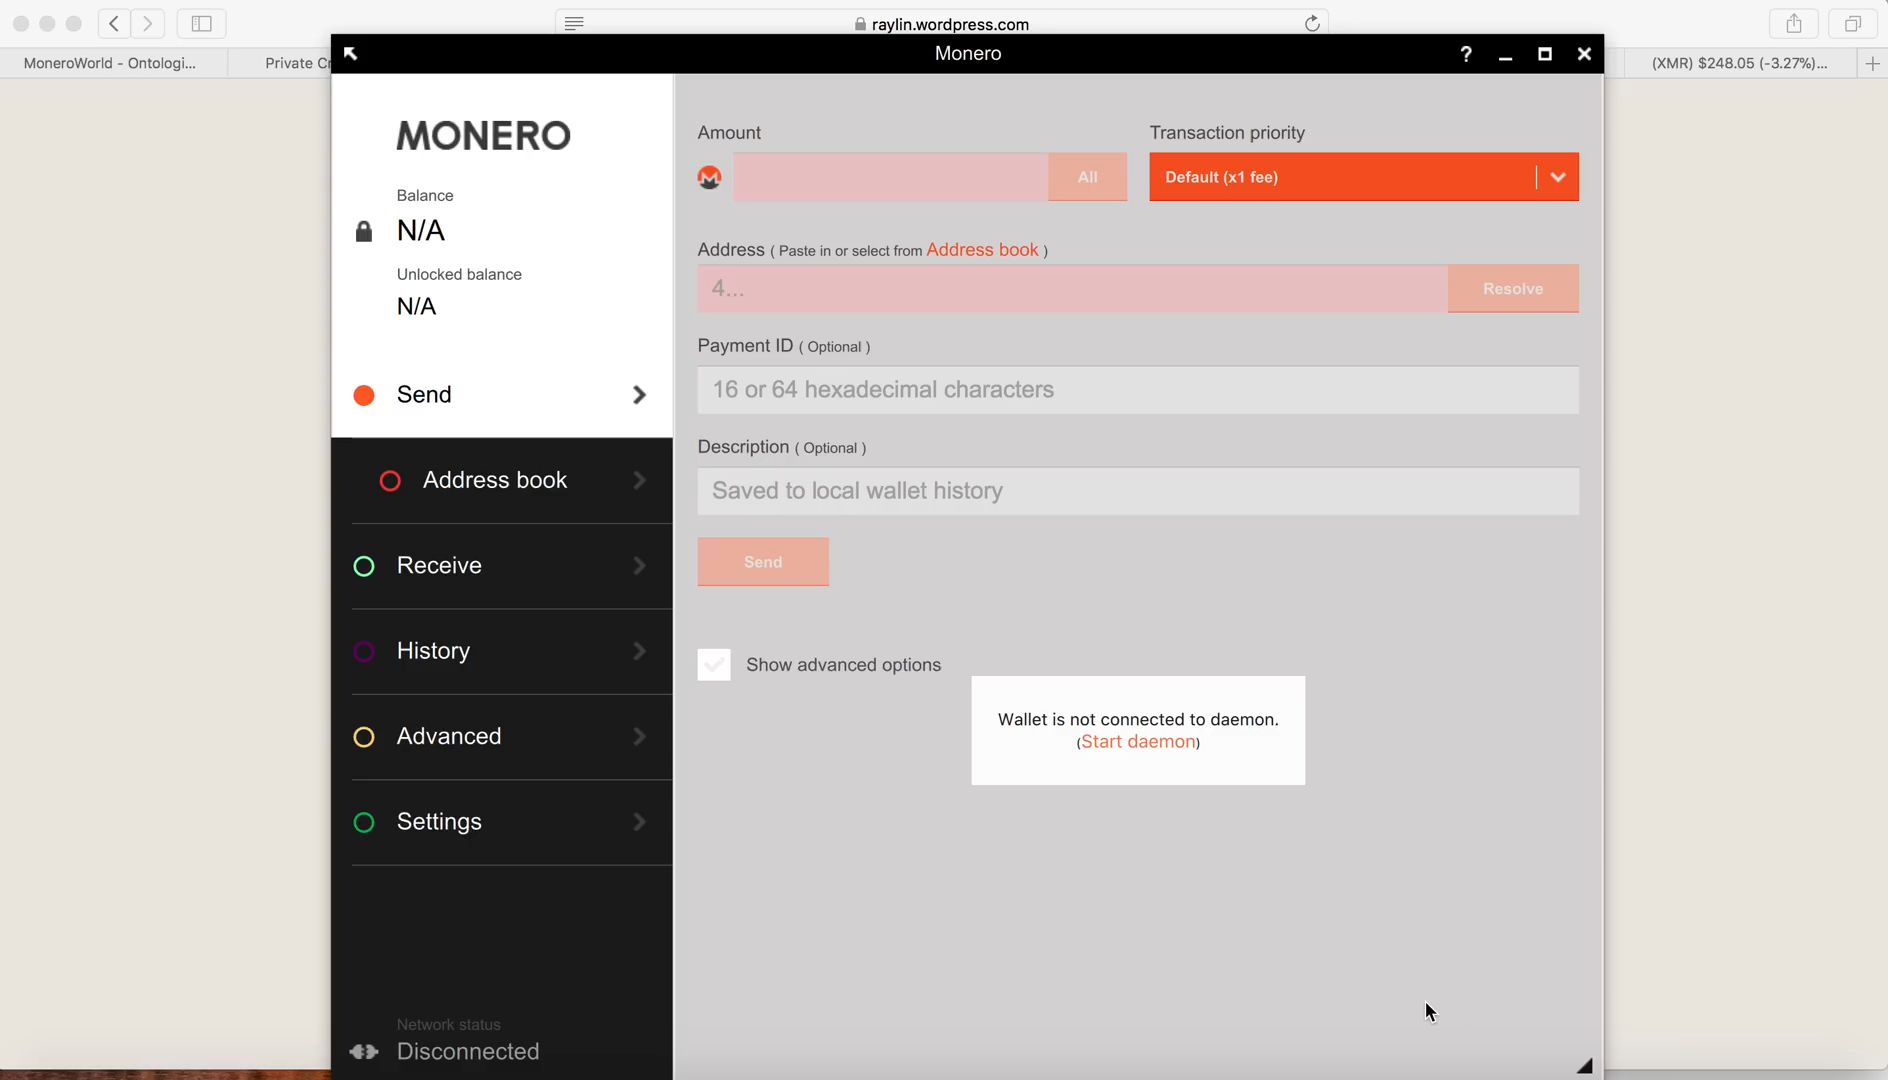 raylin.wordpress.com
MoneroWorld - Ontologi...
Private Cr
Monero
?
(XMR) $248.05 (-3.27%)...
MONERO
Balance
N/A
Unlocked balance
N/A
Send
Address book
Receive
History
Advanced
Settings
Network status
Disconnected
Amount
All
Transaction priority
Default (x1 fee)
Address ( Paste in or select from Address book )
4...
Resolve
Payment ID ( Optional )
16 or 64 hexadecimal characters
Description ( Optional )
Saved to local wallet history
Send
Show advanced options
Wallet is not connected to daemon.
(Start daemon)